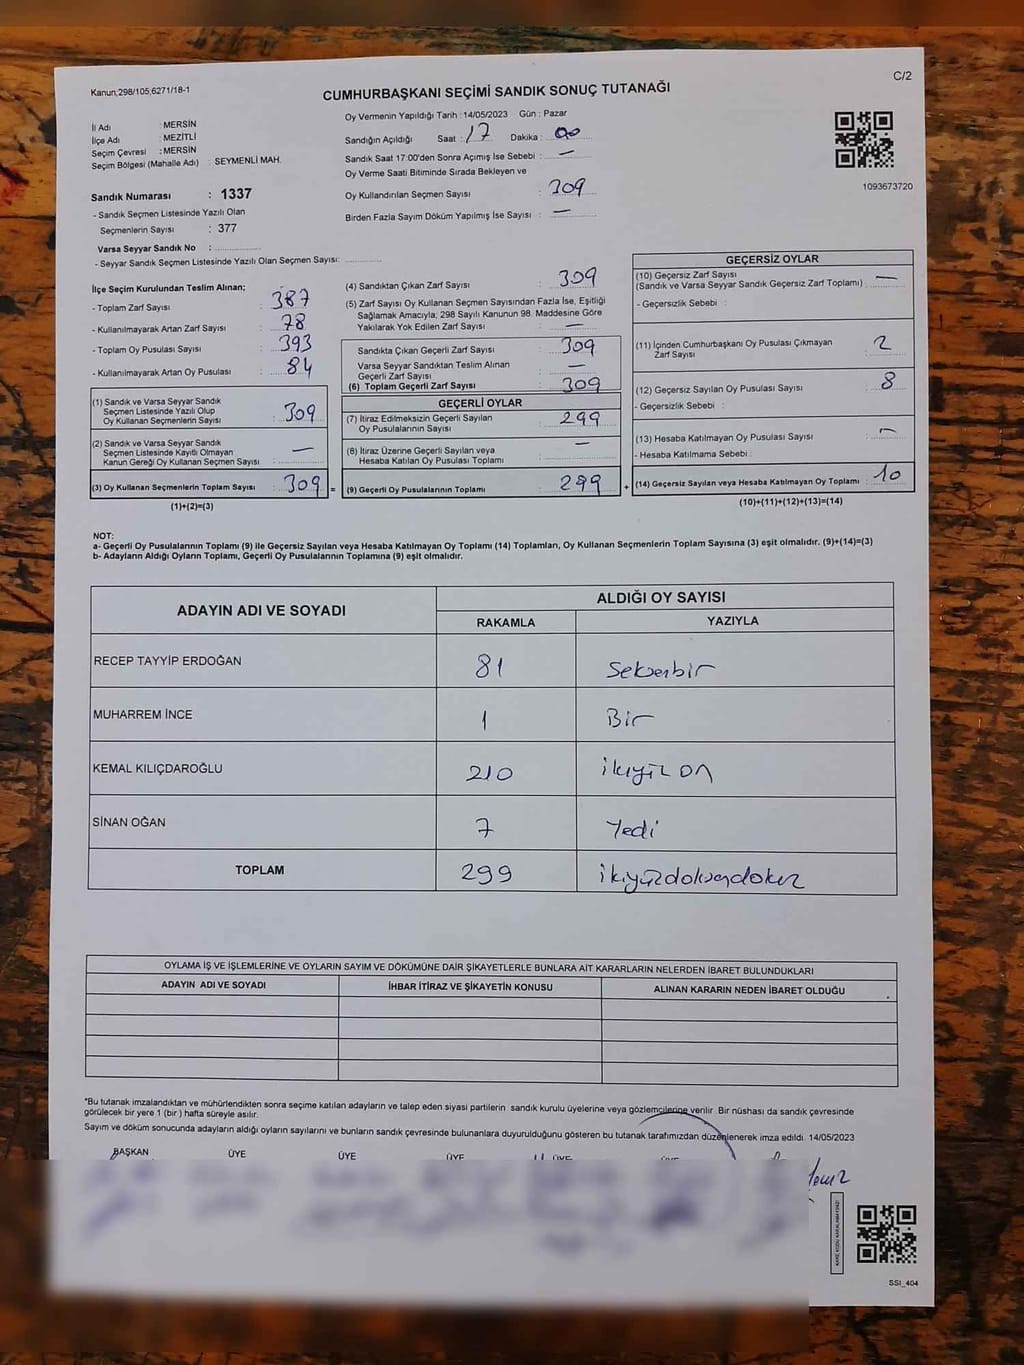 Kanun,298/105,6271/18-1
C/2
CUMHURBAŞKANI SEÇİMİ SANDIK SONUÇ TUTANAĞI
İl Adı : MERSİN
İlçe Adı : MEZİTLİ
Seçim Çevresi : MERSİN
Seçim Bölgesi (Mahalle Adı) : SEYMENLİ MAH.
Sandık Numarası : 1337
- Sandık Seçmen Listesinde Yazılı Olan
Seçmenlerin Sayısı : 377
Varsa Seyyar Sandık No :
- Seyyar Sandık Seçmen Listesinde Yazılı Olan Seçmen Sayısı:
Oy Vermenin Yapıldığı Tarih :14/05/2023 Gün : Pazar
Sandığın Açıldığı Saat : 17 Dakika : 00
Sandık Saat 17:00'den Sonra Açımış İse Sebebi : —
Oy Verme Saati Bitiminde Sırada Bekleyen ve
Oy Kullandırılan Seçmen Sayısı : 309
Birden Fazla Sayım Döküm Yapılmış İse Sayısı : —
1093673720
İlçe Seçim Kurulundan Teslim Alınan;
- Toplam Zarf Sayısı : 387
- Kullanılmayarak Artan Zarf Sayısı : 78
- Toplam Oy Pusulası Sayısı : 393
- Kullanılmayarak Artan Oy Pusulası : 84
(1) Sandık ve Varsa Seyyar Sandık
Seçmen Listesinde Yazılı Olup
Oy Kullanan Seçmenlerin Sayısı : 309
(2) Sandık ve Varsa Seyyar Sandık
Seçmen Listesinde Kayıtlı Olmayan
Kanun Gereği Oy Kullanan Seçmen Sayısı : —
(3) Oy Kullanan Seçmenlerin Toplam Sayısı : 309 =
(1)+(2)=(3)
(4) Sandıktan Çıkan Zarf Sayısı : 309
(5) Zarf Sayısı Oy Kullanan Seçmen Sayısından Fazla İse, Eşitliği
Sağlamak Amacıyla; 298 Sayılı Kanunun 98. Maddesine Göre
Yakılarak Yok Edilen Zarf Sayısı : —
Sandıkta Çıkan Geçerli Zarf Sayısı : 309
Varsa Seyyar Sandıktan Teslim Alınan
Geçerli Zarf Sayısı : —
(6) Toplam Geçerli Zarf Sayısı : 309
GEÇERLİ OYLAR
(7) İtiraz Edilmeksizin Geçerli Sayılan
Oy Pusulalarının Sayısı : 299
(8) İtiraz Üzerine Geçerli Sayılan veya
Hesaba Katılan Oy Pusulası Toplamı : —
(9) Geçerli Oy Pusulalarının Toplamı : 299 +
GEÇERSİZ OYLAR
(10) Geçersiz Zarf Sayısı
(Sandık ve Varsa Seyyar Sandık Geçersiz Zarf Toplamı) : —
- Geçersizlik Sebebi :
(11) İçinden Cumhurbaşkanı Oy Pusulası Çıkmayan
Zarf Sayısı : 2
(12) Geçersiz Sayılan Oy Pusulası Sayısı : 8
- Geçersizlik Sebebi :
(13) Hesaba Katılmayan Oy Pusulası Sayısı : —
- Hesaba Katılmama Sebebi :
(14) Geçersiz Sayılan veya Hesaba Katılmayan Oy Toplamı : 10
(10)+(11)+(12)+(13)=(14)
NOT:
a- Geçerli Oy Pusulalarının Toplamı (9) ile Geçersiz Sayılan veya Hesaba Katılmayan Oy Toplamı (14) Toplamları, Oy Kullanan Seçmenlerin Toplam Sayısına (3) eşit olmalıdır. (9)+(14)=(3)
b- Adayların Aldığı Oyların Toplamı, Geçerli Oy Pusulalarının Toplamına (9) eşit olmalıdır.
ADAYIN ADI VE SOYADI ALDIĞI OY SAYISI
RAKAMLA YAZIYLA
RECEP TAYYİP ERDOĞAN 81 Seksenbir
MUHARREM İNCE 1 Bir
KEMAL KILIÇDAROĞLU 210 ikiyüz on
SİNAN OĞAN 7 Yedi
TOPLAM 299 ikiyüzdoksandokuz
OYLAMA İŞ VE İŞLEMLERİNE VE OYLARIN SAYIM VE DÖKÜMÜNE DAİR ŞİKAYETLERLE BUNLARA AİT KARARLARIN NELERDEN İBARET BULUNDUKLARI
ADAYIN ADI VE SOYADI İHBAR İTİRAZ VE ŞİKAYETİN KONUSU ALINAN KARARIN NEDEN İBARET OLDUĞU
*Bu tutanak imzalandıktan ve mühürlendikten sonra seçime katılan adayların ve talep eden siyasi partilerin sandık kurulu üyelerine veya gözlemcilerine verilir. Bir nüshası da sandık çevresinde
görülecek bir yere 1 (bir ) hafta süreyle asılır.
Sayım ve döküm sonucunda adayların aldığı oyların sayılarını ve bunların sandık çevresinde bulunanlara duyurulduğunu gösteren bu tutanak tarafımızdan düzenlenerek imza edildi. 14/05/2023
BAŞKAN ÜYE ÜYE ÜYE ÜYE ÜYE
SSI_404